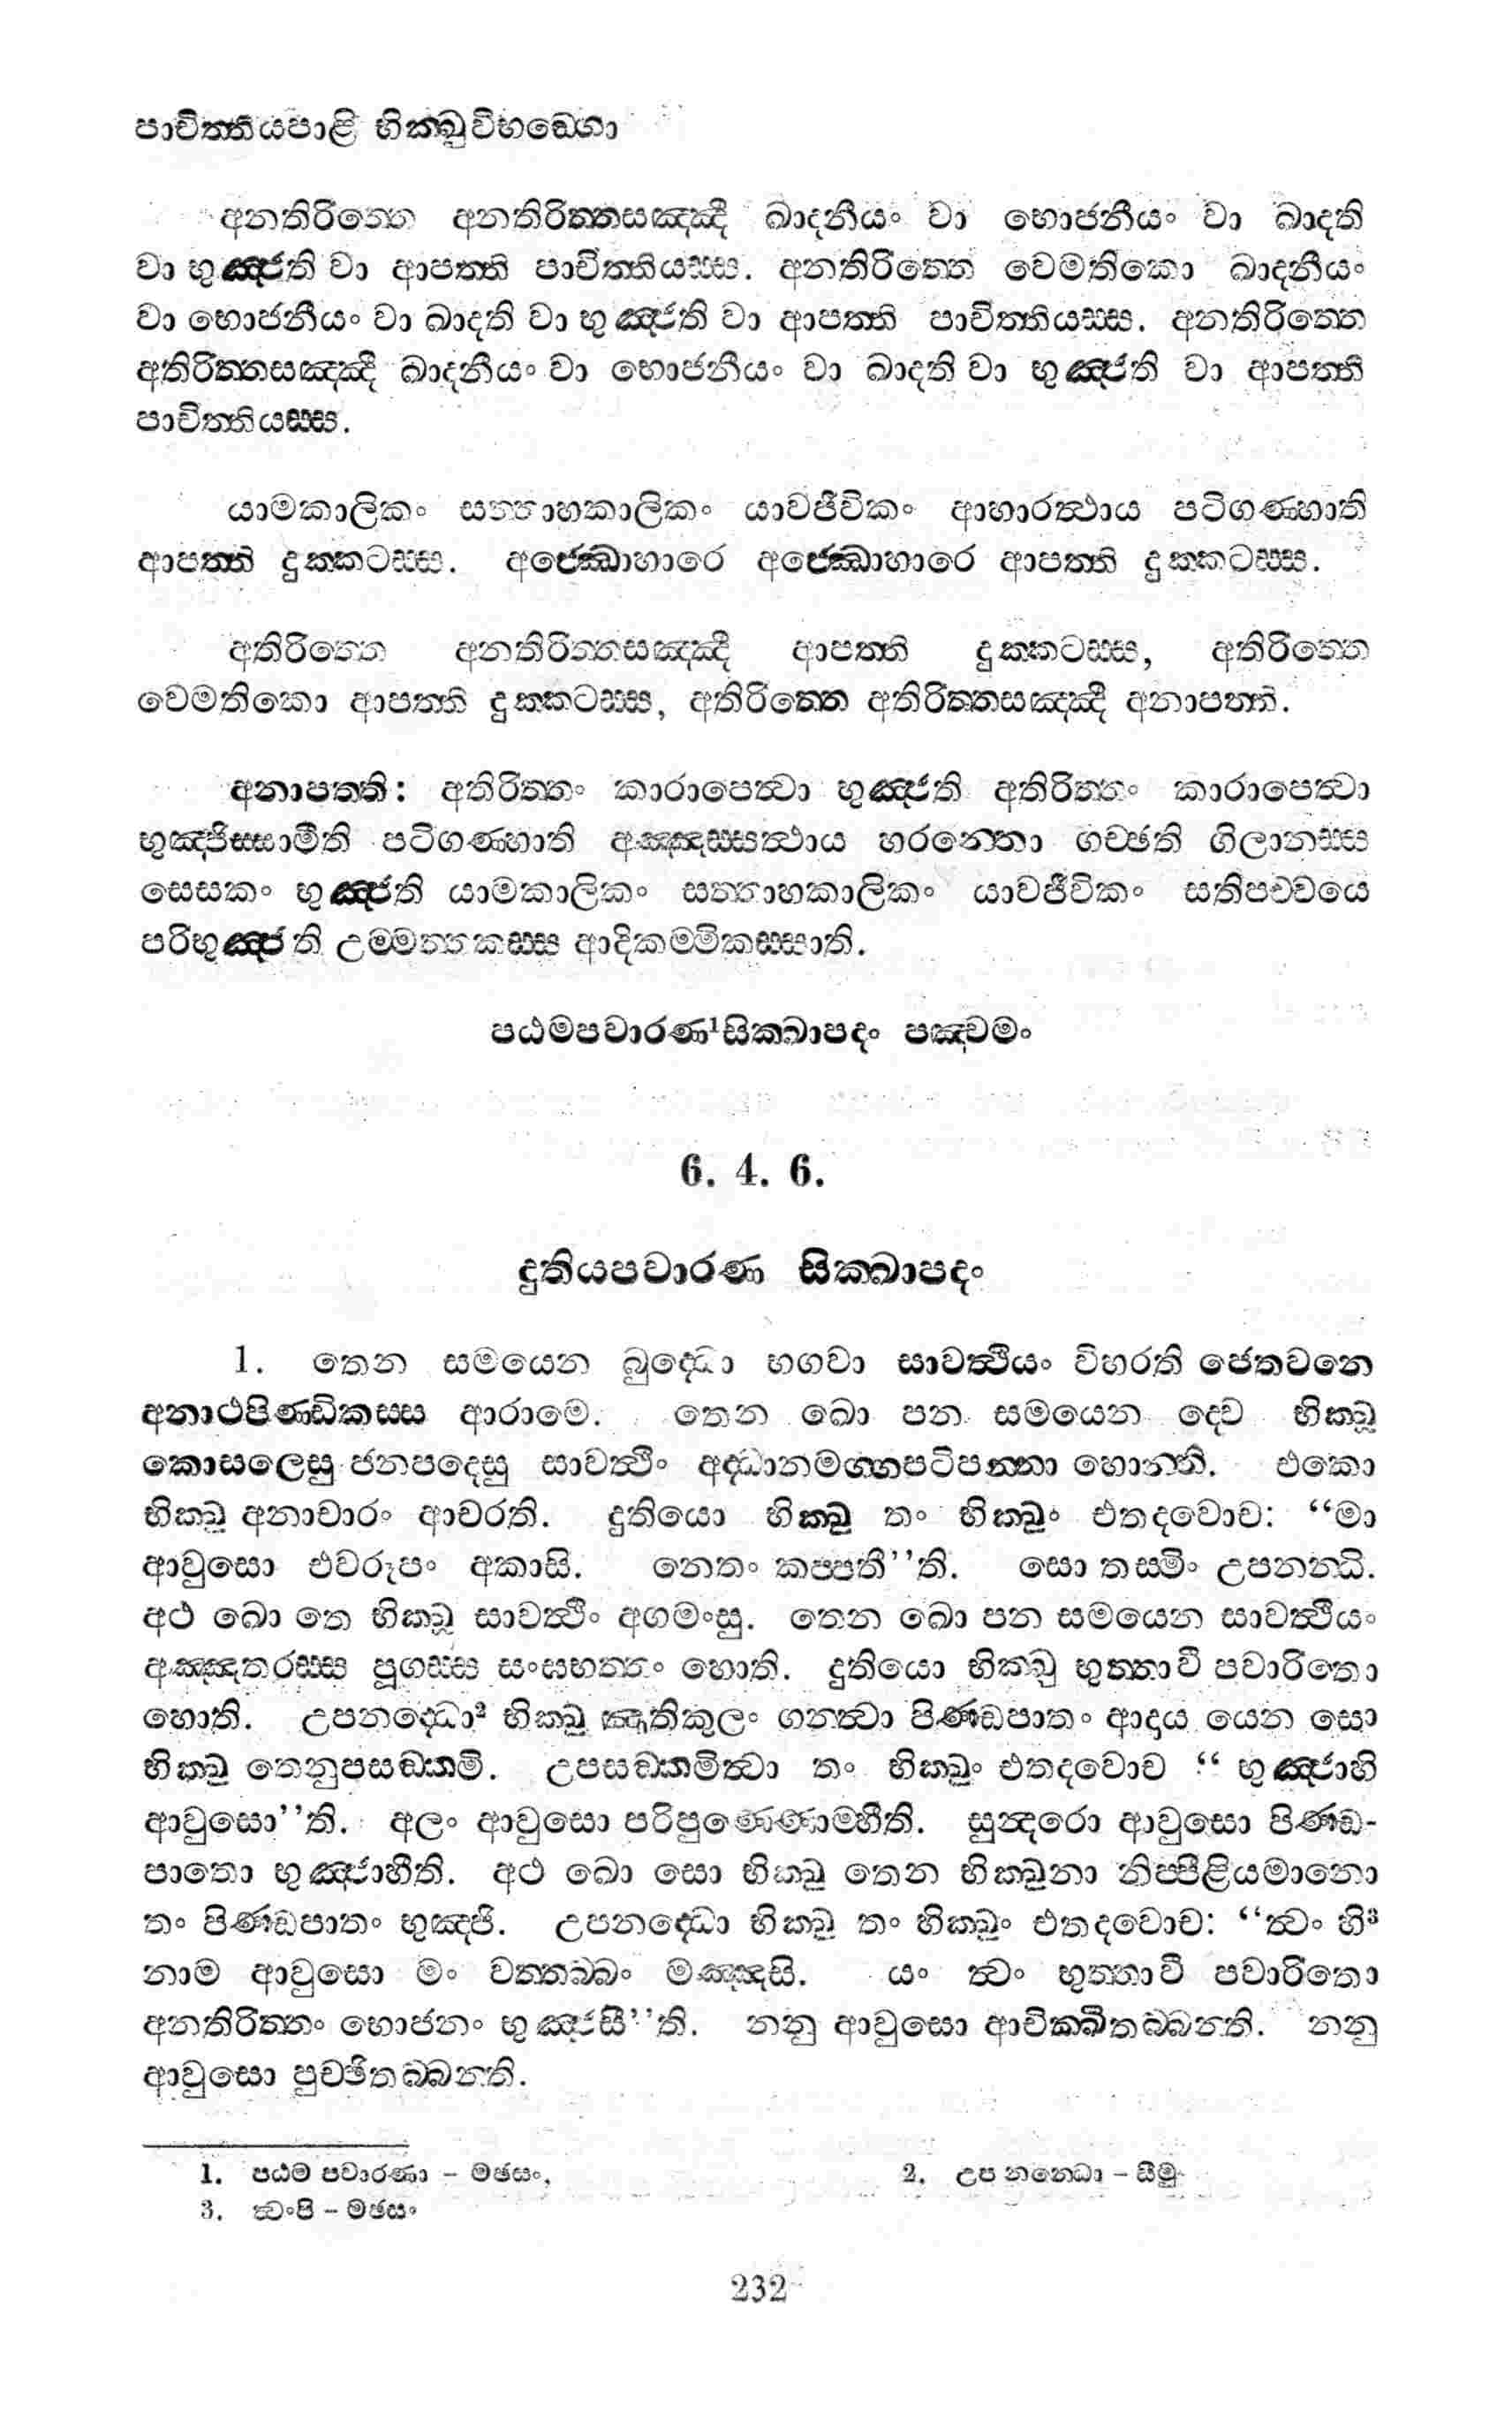 පාචිත්තියපාළි භික්ඛුවිභඞ්ගො
අනතිරිත්තෙ අනතිරිත්තසඤ්ඤී ඛාදනීයං වා භොජනීයං වා ඛාදති
වා භුඤ්ජති වා ආපත්ති පාචිත්තියස්ස. අනතිරිත්තෙ වෙමතිකො ඛාදනීයං
වා භොජනීයං වා ඛාදති වා භුඤ්ජති වා ආපත්ති පාචිත්තියස්ස. අනතිරිත්තෙ
අතිරිත්තසඤ්ඤී ඛාදනීයං වා භොජනීයං වා ඛාදති වා භුඤ්ජති වා ආපත්ති
පාචිත්තියස්ස.
යාමකාලිකං සත්තාහකාලිකං යාවජීවිකං ආහාරත්ථාය පටිගණ්හාති
ආපත්ති දුක්කටස්ස. අජ්ඣොහාරෙ අජ්ඣොහාරෙ ආපත්ති දුක්කටස්ස.
අතිරිත්තෙ අනතිරිත්තසඤ්ඤී ආපත්ති දුක්කටස්ස, අතිරිත්තෙ
වෙමතිකො ආපත්ති දුක්කටස්ස, අතිරිත්තෙ අතිරිත්තසඤ්ඤී අනාපත්ති.
අනාපත්ති: අතිරිත්තං කාරාපෙත්වා භුඤ්ජති අතිරිත්තං කාරාපෙත්වා
භුඤ්ජිස්සාමීති පටිගණ්හාති අඤ්ඤස්සත්ථාය හරන්තො ගච්ඡති ගිලානස්ස
සෙසකං භුඤ්ජති යාමකාලිකං සත්තාහකාලිකං යාවජීවිකං සතිපච්චයෙ
පරිභුඤ්ජති උම්මත්තකස්ස ආදිකම්මිකස්සාති.
පඨමපවාරණ¹සික්ඛාපදං පඤ්චමං
6. 4. 6.
දුතියපවාරණ සික්ඛාපදං
1. තෙන සමයෙන බුද්ධො භගවා සාවත්ථියං විහරති ජෙතවනෙ
අනාථපිණ්ඩිකස්ස ආරාමෙ. තෙන ඛො පන සමයෙන ද්වෙ භික්ඛූ
කොසලෙසු ජනපදෙසු සාවත්ථිං අද්ධානමග්ගපටිපන්නා හොන්ති. එකො
භික්ඛු අනාචාරං ආචරති. දුතියො භික්ඛු තං භික්ඛුං එතදවොච: “මා
ආවුසො එවරූපං අකාසි. නෙතං කප්පතී”ති. සො තස්මිං උපනන්ධි.
අථ ඛො තෙ භික්ඛූ සාවත්ථිං අගමංසු. තෙන ඛො පන සමයෙන සාවත්ථියං
අඤ්ඤතරස්ස පූගස්ස සංඝභත්තං හොති. දුතියො භික්ඛු භුත්තාවී පවාරිතො
හොති. උපනද්ධො² භික්ඛු ඤාතිකුලං ගන්ත්වා පිණ්ඩපාතං ආදාය යෙන සො
භික්ඛු තෙනුපසඞ්කමි. උපසඞ්කමිත්වා තං භික්ඛුං එතදවොච “භුඤ්ජාහි
ආවුසො”ති. අලං ආවුසො පරිපුණ්ණොම්හීති. සුන්දරො ආවුසො පිණ්ඩ-
පාතො භුඤ්ජාහීති. අථ ඛො සො භික්ඛු තෙන භික්ඛුනා නිප්පීළියමානො
තං පිණ්ඩපාතං භුඤ්ජි. උපනද්ධො භික්ඛු තං භික්ඛුං එතදවොච: “ත්වං හි³
නාම ආවුසො මං වත්තබ්බං මඤ්ඤසි. යං ත්වං භුත්තාවී පවාරිතො
අනතිරිත්තං භොජනං භුඤ්ජසී”ති. නනු ආවුසො ආචික්ඛිතබ්බන්ති. නනු
ආවුසො පුච්ඡිතබ්බන්ති.
1. පඨම පවාරණා – මඡසං,
2. උප නන්ධො – සීමු
3. ත්වංපි – මඡසං
232